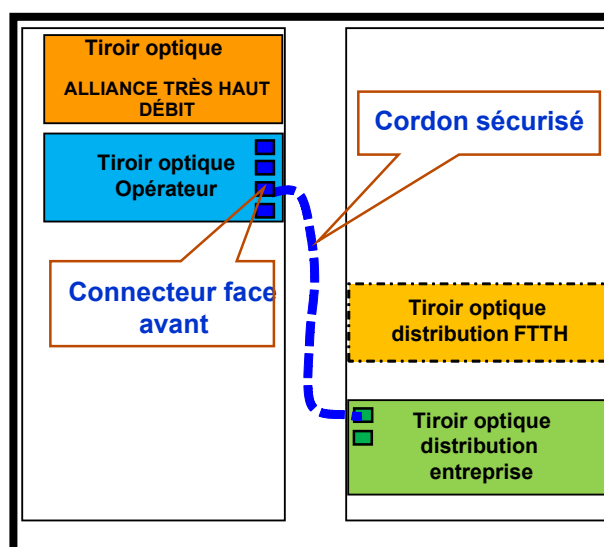 Tiroir optique
ALLIANCE TRÈS HAUT
DÉBIT
Tiroir optique
Opérateur
Cordon sécurisé
Connecteur face
avant
Tiroir optique
distribution FTTH
Tiroir optique
distribution
entreprise